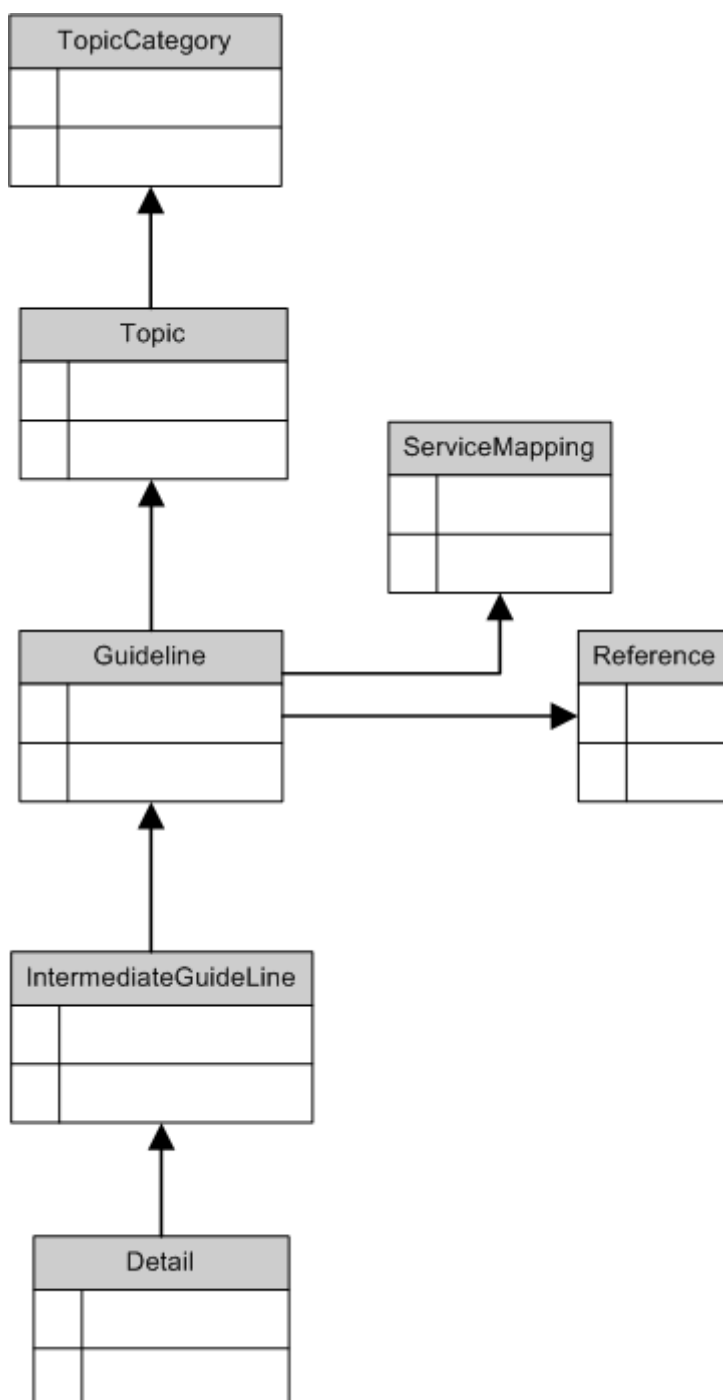 TopicCategory
Topic
ServiceMapping
Guideline
Reference
IntermediateGuideLine
Detail